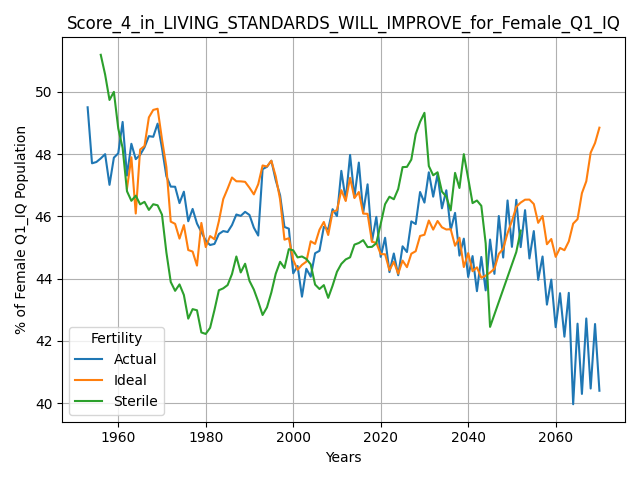 Score_4_in_LIVING_STANDARDS_WILL_IMPROVE_for_Female_Q1_IQ
% of Female Q1_IQ Population
50
48
46
44
42
40
Fertility
Actual
Ideal
Sterile
1960 1980 2000 2020 2040 2060
Years